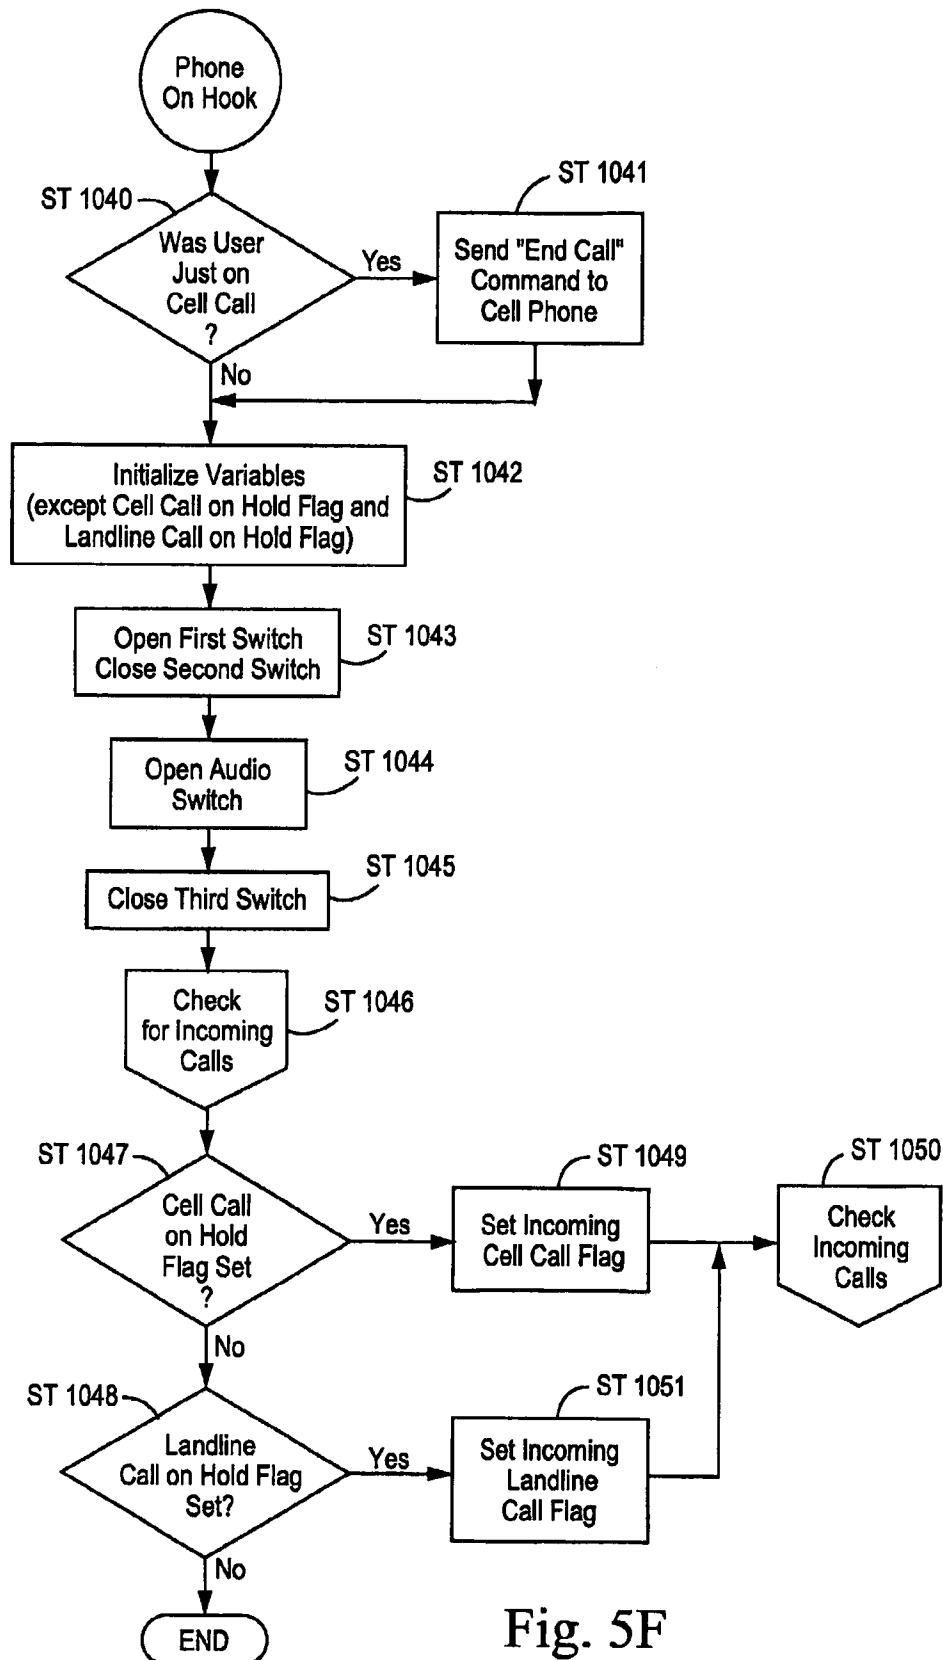 Phone
On Hook
ST 1040
Was User
Just on
Cell Call
?
Yes
ST 1041
Send "End Call"
Command to
Cell Phone
No
Initialize Variables
(except Cell Call on Hold Flag and
Landline Call on Hold Flag)
ST 1042
Open First Switch
Close Second Switch
ST 1043
Open Audio
Switch
ST 1044
Close Third Switch
ST 1045
Check
for Incoming
Calls
ST 1046
ST 1047
Cell Call
on Hold
Flag Set
?
Yes
ST 1049
Set Incoming
Cell Call Flag
ST 1050
Check
Incoming
Calls
No
ST 1048
Landline
Call on Hold Flag
Set?
Yes
ST 1051
Set Incoming
Landline
Call Flag
No
END
Fig. 5F